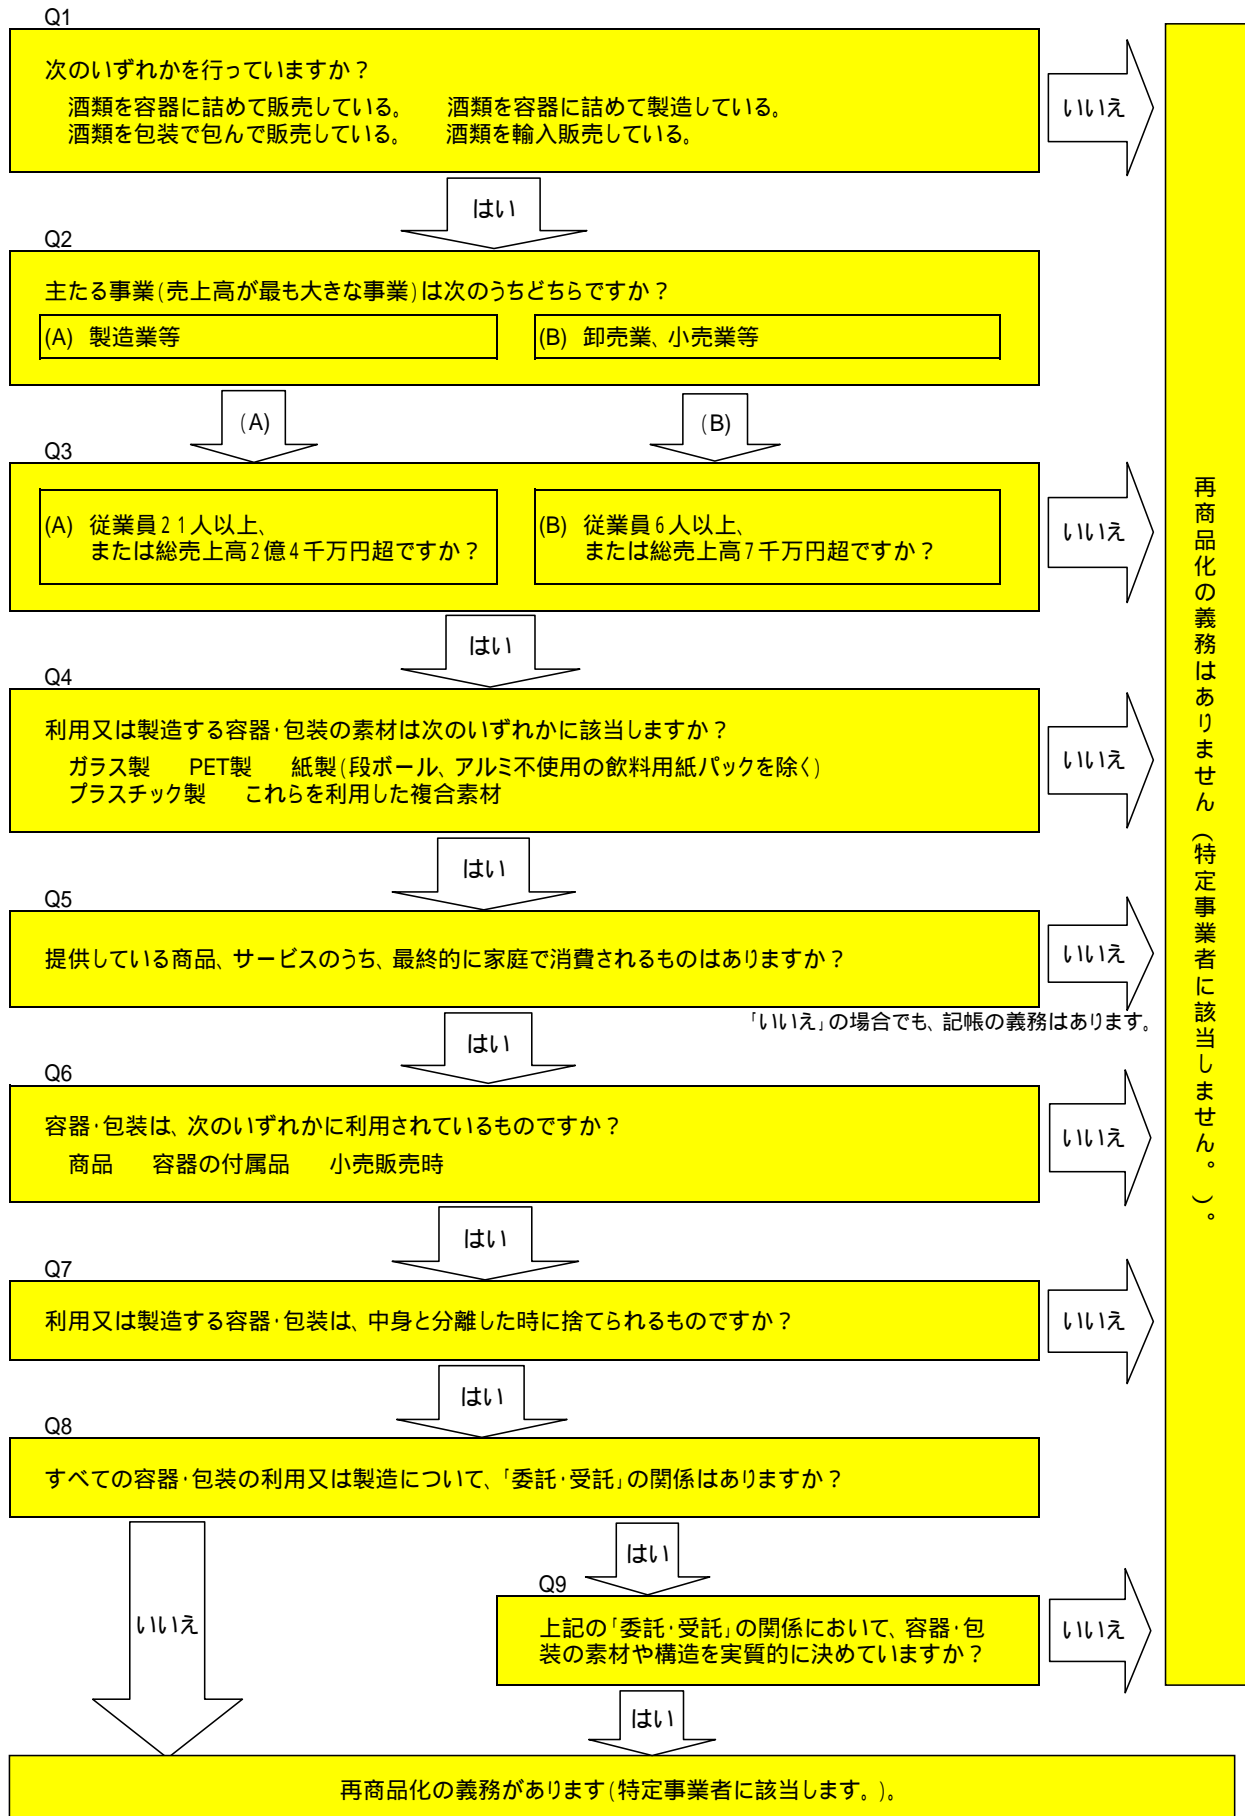 Q1
次のいずれかを行っていますか？
酒類を容器に詰めて販売している。　酒類を容器に詰めて製造している。
酒類を包装で包んで販売している。　酒類を輸入販売している。
いいえ
はい
Q2
主たる事業(売上高が最も大きな事業)は次のうちどちらですか？
(A) 製造業等　(B) 卸売業、小売業等
(A)　(B)
Q3
(A) 従業員21人以上、
または総売上高2億4千万円超ですか？
(B) 従業員6人以上、
または総売上高7千万円超ですか？
いいえ
はい
Q4
利用又は製造する容器･包装の素材は次のいずれかに該当しますか？
ガラス製　PET製　紙製(段ボール、アルミ不使用の飲料用紙パックを除く)
プラスチック製　これらを利用した複合素材
いいえ
はい
Q5
提供している商品、サービスのうち、最終的に家庭で消費されるものはありますか？
いいえ
「いいえ」の場合でも、記帳の義務はあります。
はい
Q6
容器･包装は、次のいずれかに利用されているものですか？
商品　容器の付属品　小売販売時
いいえ
はい
Q7
利用又は製造する容器･包装は、中身と分離した時に捨てられるものですか？
いいえ
はい
Q8
すべての容器･包装の利用又は製造について、「委託･受託」の関係はありますか？
いいえ
はい
Q9
上記の「委託･受託」の関係において、容器･包
装の素材や構造を実質的に決めていますか？
いいえ
はい
再商品化の義務はありません（特定事業者に該当しません。）。
再商品化の義務があります(特定事業者に該当します。)。